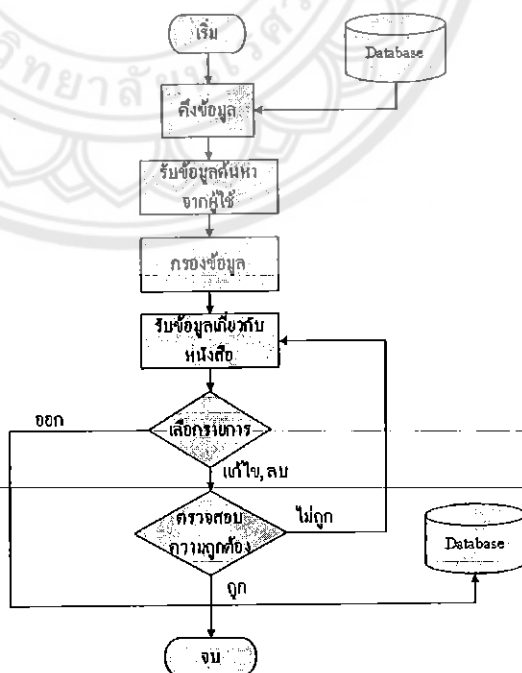 เริ่ม
Database
ดึงข้อมูล
รับข้อมูลค้นหา
จากผู้ใช้
กรองข้อมูล
รับข้อมูลเกี่ยวกับ
หนังสือ
เลือกรายการ
ออก
แก้ไข, ลบ
ตรวจสอบ
ความถูกต้อง
ไม่ถูก
Database
ถูก
จบ